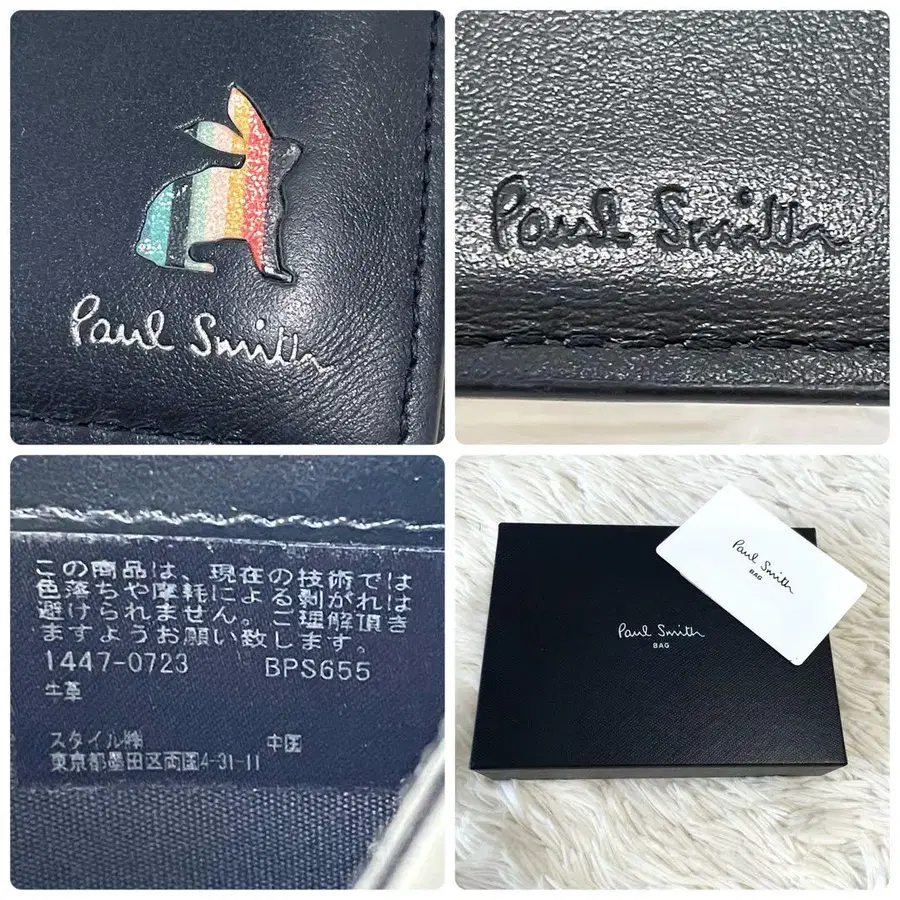 Paul Smith
Paul Smith
この商品は、現在の技術では
色落ちや摩耗による剥がれは
避けられません。ご理解頂き
ますようお願い致します。
1447-0723 BPS655
牛革
スタイル㈱ 中国
東京都墨田区両国4-31-11
Paul Smith
BAG
Paul Smith
BAG